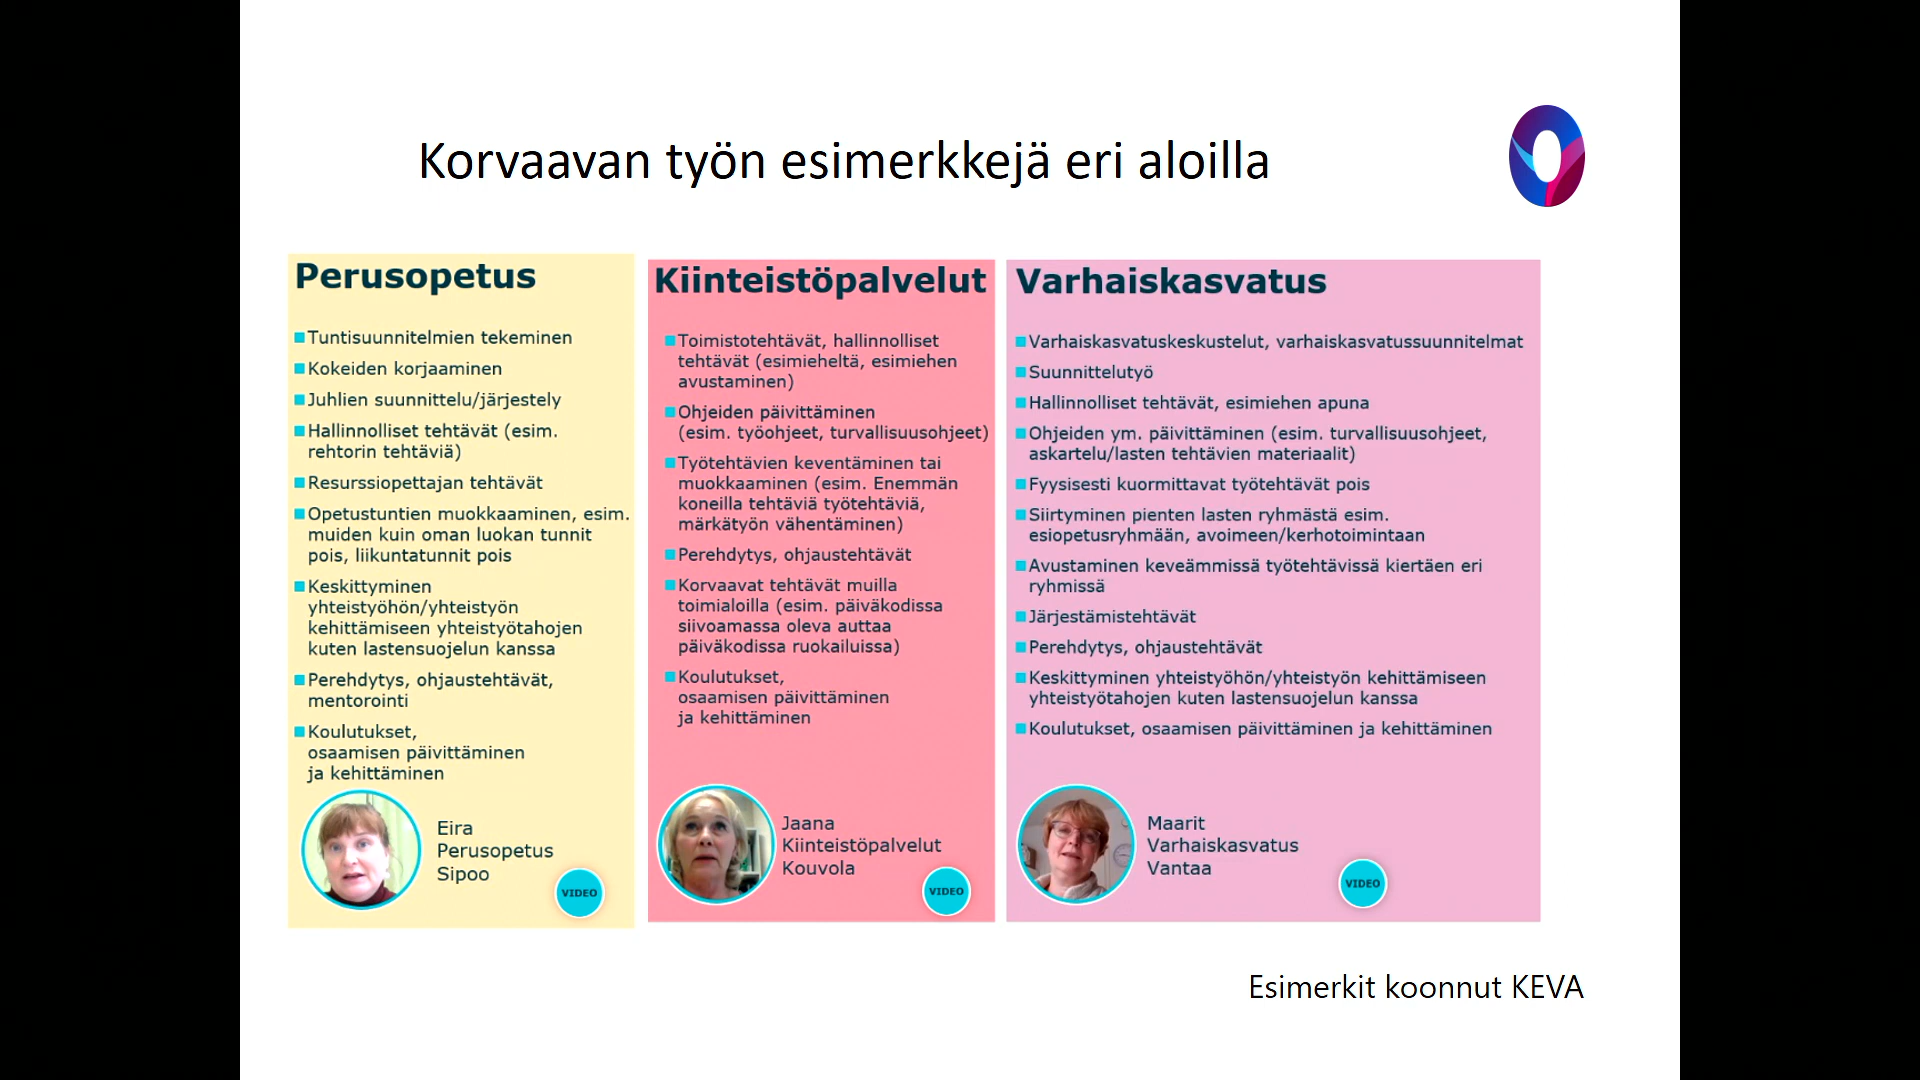 Korvaavan työn esimerkkejä eri aloilla
Perusopetus
Tuntisuunnitelmien tekeminen
Kokeiden korjaaminen
Juhlien suunnittelu/järjestely
Hallinnolliset tehtävät (esim.
rehtorin tehtäviä)
Resurssiopettajan tehtävät
Opetustuntien muokkaaminen, esim.
muiden kuin oman luokan tunnit
pois, liikuntatunnit pois
Keskittyminen
yhteistyöhön/yhteistyön
kehittämiseen yhteistyötahojen
kuten lastensuojelun kanssa
Perehdytys, ohjaustehtävät,
mentorointi
Koulutukset,
osaamisen päivittäminen
ja kehittäminen
Eira
Perusopetus
Sipoo
VIDEO
Kiinteistöpalvelut
Toimistotehtävät, hallinnolliset
tehtävät (esimieheltä, esimiehen
avustaminen)
Ohjeiden päivittäminen
(esim. työohjeet, turvallisuusohjeet)
Työtehtävien keventäminen tai
muokkaaminen (esim. Enemmän
koneilla tehtäviä työtehtäviä,
märkätyön vähentäminen)
Perehdytys, ohjaustehtävät
Korvaavat tehtävät muilla
toimialoilla (esim. päiväkodissa
siivoamassa oleva auttaa
päiväkodissa ruokailuissa)
Koulutukset,
osaamisen päivittäminen
ja kehittäminen
Jaana
Kiinteistöpalvelut
Kouvola
VIDEO
Varhaiskasvatus
Varhaiskasvatuskeskustelut, varhaiskasvatussuunnitelmat
Suunnittelutyö
Hallinnolliset tehtävät, esimiehen apuna
Ohjeiden ym. päivittäminen (esim. turvallisuusohjeet,
askartelu/lasten tehtävien materiaalit)
Fyysisesti kuormittavat työtehtävät pois
Siirtyminen pienten lasten ryhmästä esim.
esiopetusryhmään, avoimeen/kerhotoimintaan
Avustaminen keveämmissä työtehtävissä kiertäen eri
ryhmissä
Järjestämistehtävät
Perehdytys, ohjaustehtävät
Keskittyminen yhteistyöhön/yhteistyön kehittämiseen
yhteistyötahojen kuten lastensuojelun kanssa
Koulutukset, osaamisen päivittäminen ja kehittäminen
Maarit
Varhaiskasvatus
Vantaa
VIDEO
Esimerkit koonnut KEVA